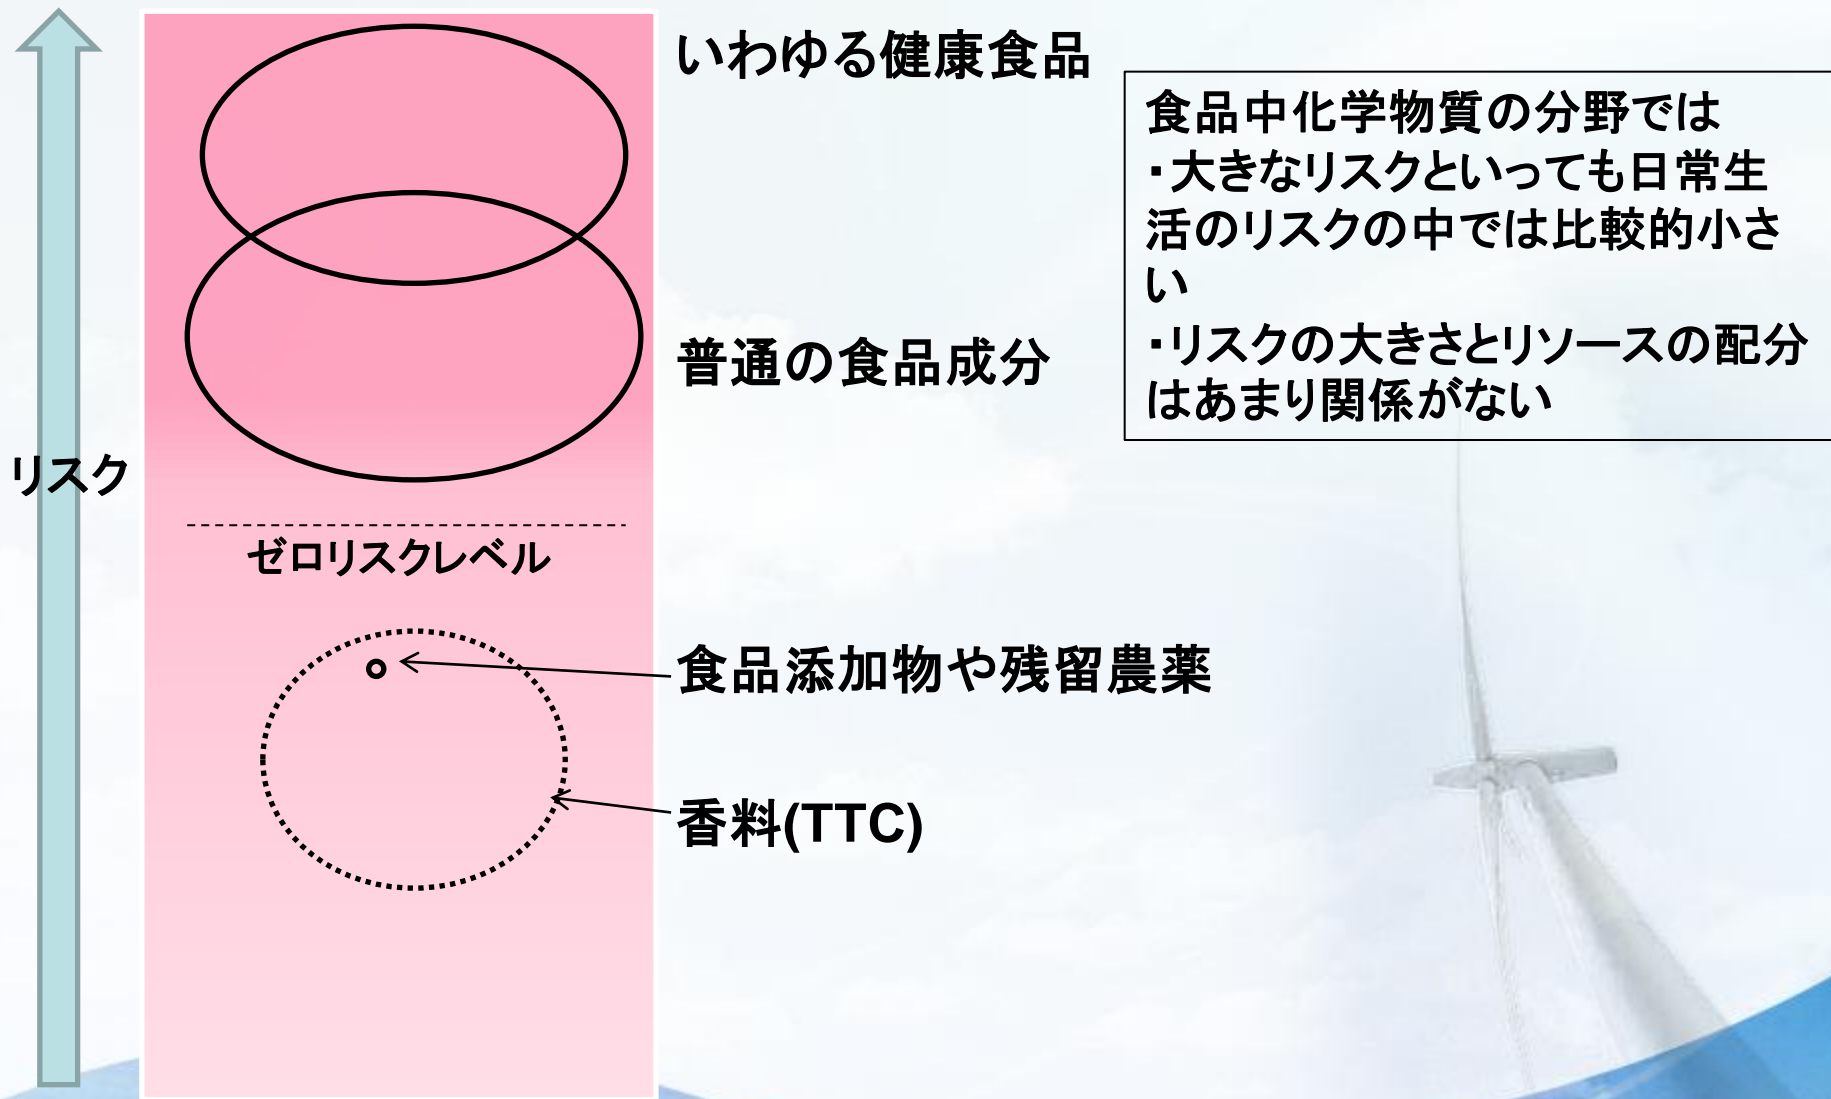 いわゆる健康食品
食品中化学物質の分野では
・大きなリスクといっても日常生
活のリスクの中では比較的小さ
い
・リスクの大きさとリソースの配分
はあまり関係がない
普通の食品成分
リスク
ゼロリスクレベル
食品添加物や残留農薬
香料(TTC)